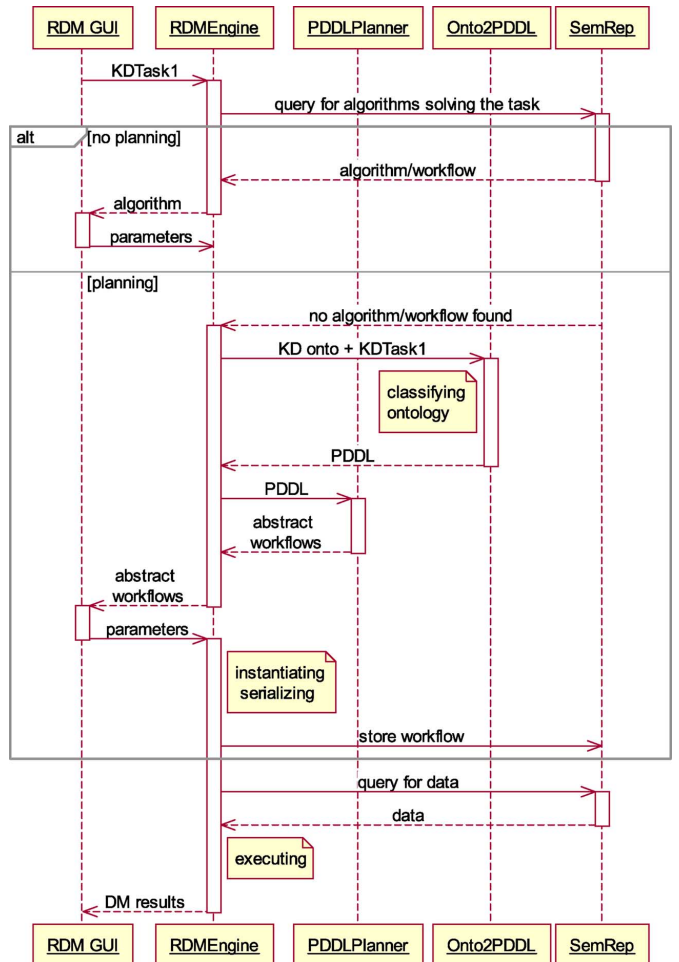 RDM GUI
RDMEngine
PDDLPlanner
Onto2PDDL
SemRep
KDTask1
query for algorithms solving the task
alt
[no planning]
algorithm/workflow
algorithm
parameters
[planning]
no algorithm/workflow found
KD onto + KDTask1
classifying
ontology
PDDL
PDDL
abstract
workflows
abstract
workflows
parameters
instantiating
serializing
store workflow
query for data
data
executing
DM results
RDM GUI
RDMEngine
PDDLPlanner
Onto2PDDL
SemRep